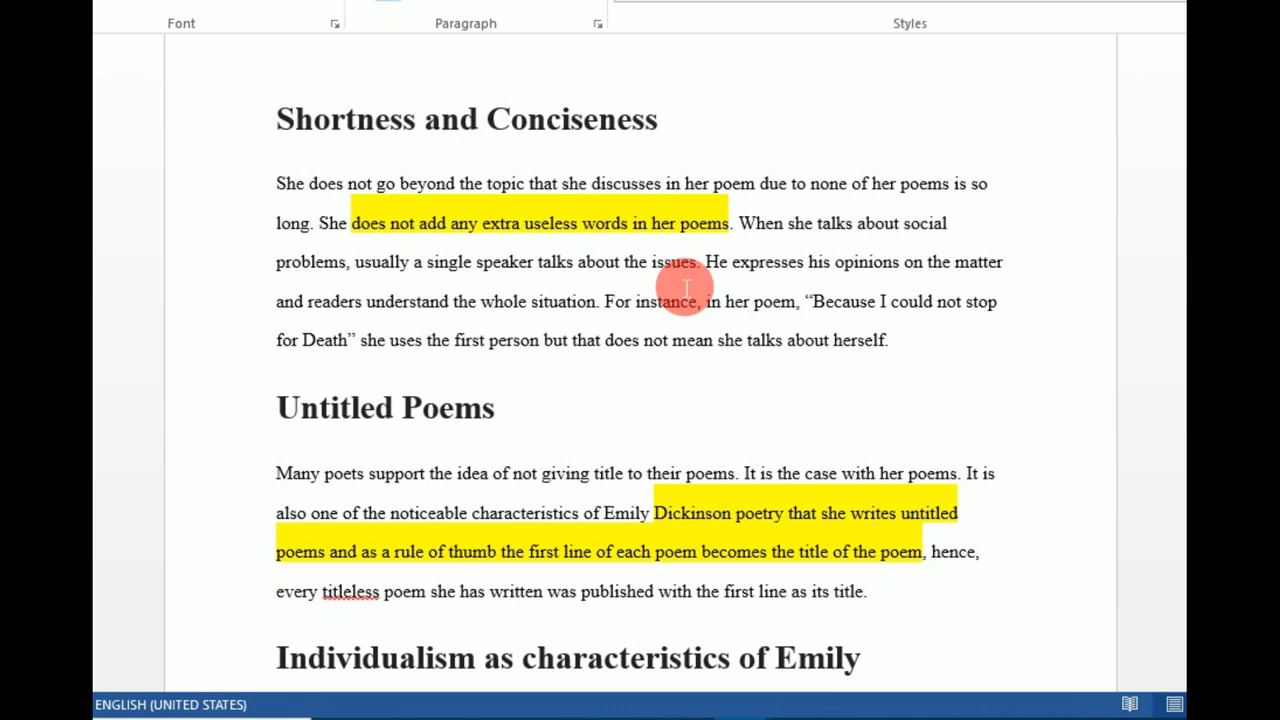 Font Paragraph Styles
Shortness and Conciseness
She does not go beyond the topic that she discusses in her poem due to none of her poems is so
long. She does not add any extra useless words in her poems. When she talks about social
problems, usually a single speaker talks about the issues. He expresses his opinions on the matter
and readers understand the whole situation. For instance, in her poem, “Because I could not stop
for Death” she uses the first person but that does not mean she talks about herself.
Untitled Poems
Many poets support the idea of not giving title to their poems. It is the case with her poems. It is
also one of the noticeable characteristics of Emily Dickinson poetry that she writes untitled
poems and as a rule of thumb the first line of each poem becomes the title of the poem, hence,
every titleless poem she has written was published with the first line as its title.
Individualism as characteristics of Emily
ENGLISH (UNITED STATES)